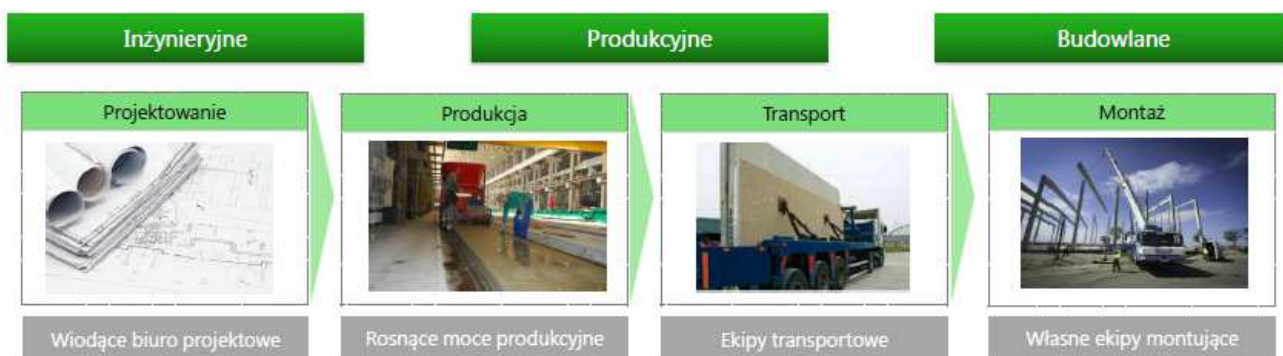 Inżynieryjne
Produkcyjne
Budowlane
Projektowanie
Produkcja
Transport
Montaż
Wiodące biuro projektowe
Rosnące moce produkcyjne
Ekipy transportowe
Własne ekipy montujące